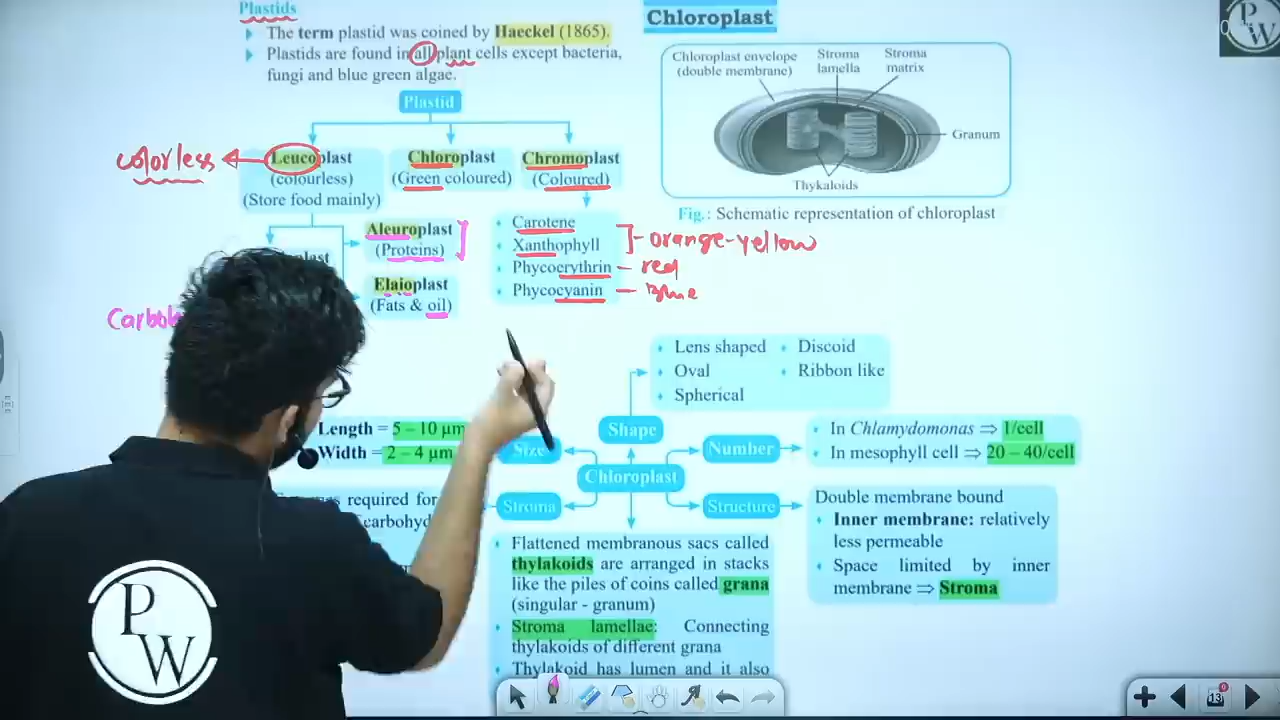 Plastids
The term plastid was coined by Haeckel (1865).
Plastids are found in all plant cells except bacteria,
fungi and blue green algae.
Plastid
colorless
Leucoplast
(colourless)
(Store food mainly)
Chloroplast
(Green coloured)
Chromoplast
(Coloured)
Aleuroplast
(Proteins)
Elaioplast
(Fats & oil)
Carotene
Xanthophyll
Phycoerythrin
Phycocyanin
orange-yellow
red
Blue
Chloroplast
Chloroplast envelope
(double membrane)
Stroma
lamella
Stroma
matrix
Granum
Thykaloids
Fig.: Schematic representation of chloroplast
Lens shaped
Oval
Spherical
Discoid
Ribbon like
Shape
Length = 5 – 10 μm
Width = 2 – 4 μm
Size
Number
In Chlamydomonas ⇒ 1/cell
In mesophyll cell ⇒ 20 – 40/cell
Chloroplast
required for
Stroma
Structure
Double membrane bound
Inner membrane: relatively
less permeable
Space limited by inner
membrane ⇒ Stroma
Flattened membranous sacs called
thylakoids are arranged in stacks
like the piles of coins called grana
(singular - granum)
Stroma lamellae: Connecting
thylakoids of different grana
Thylakoid has lumen and it also
P
W
P
W
13